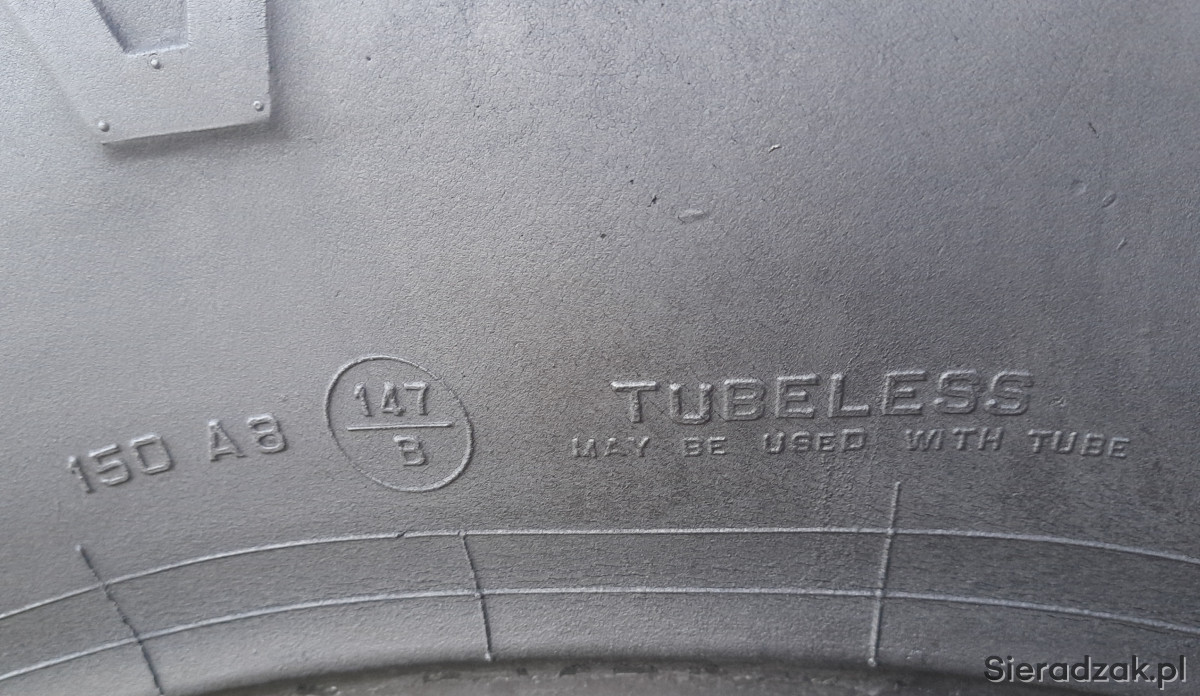 150 A8
147
B
TUBELESS
MAY BE USED WITH TUBE
Sieradzak.pl